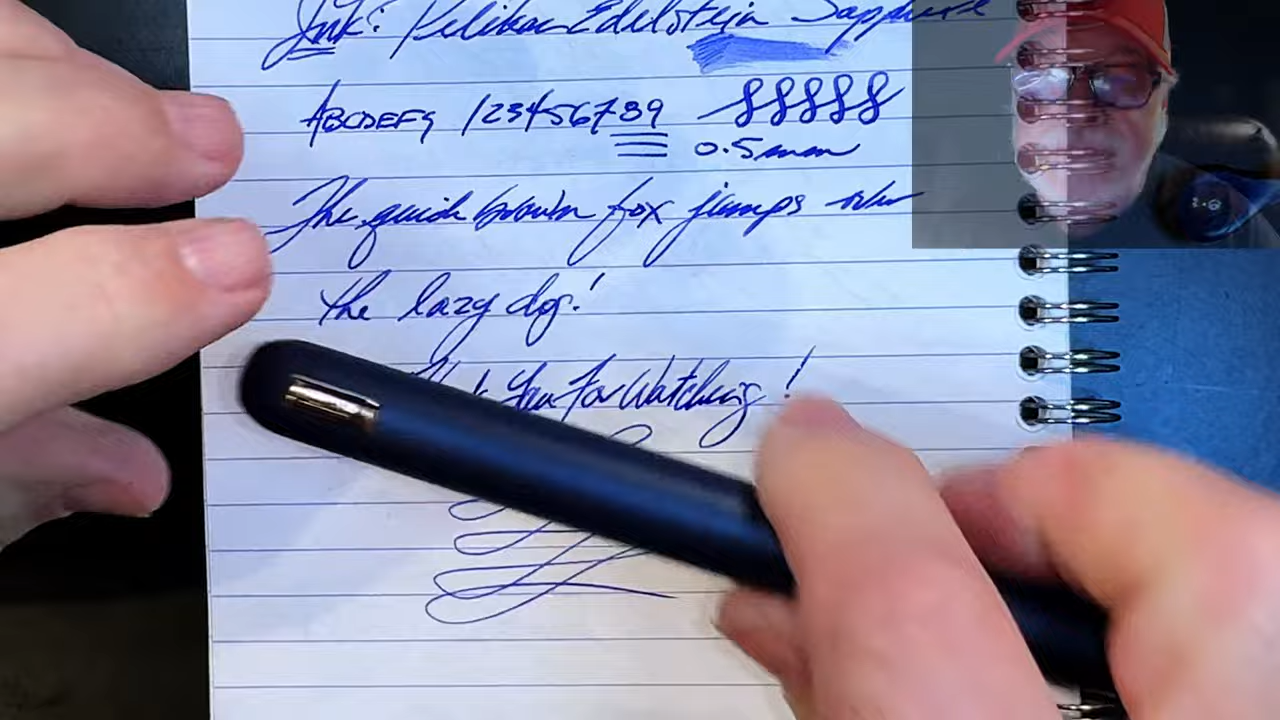 Ink: Pelikan Edelstein Sapphire
ABCDEFG 123456789
0.5mm
The quick brown fox jumps over
the lazy dog!
You For Watching!